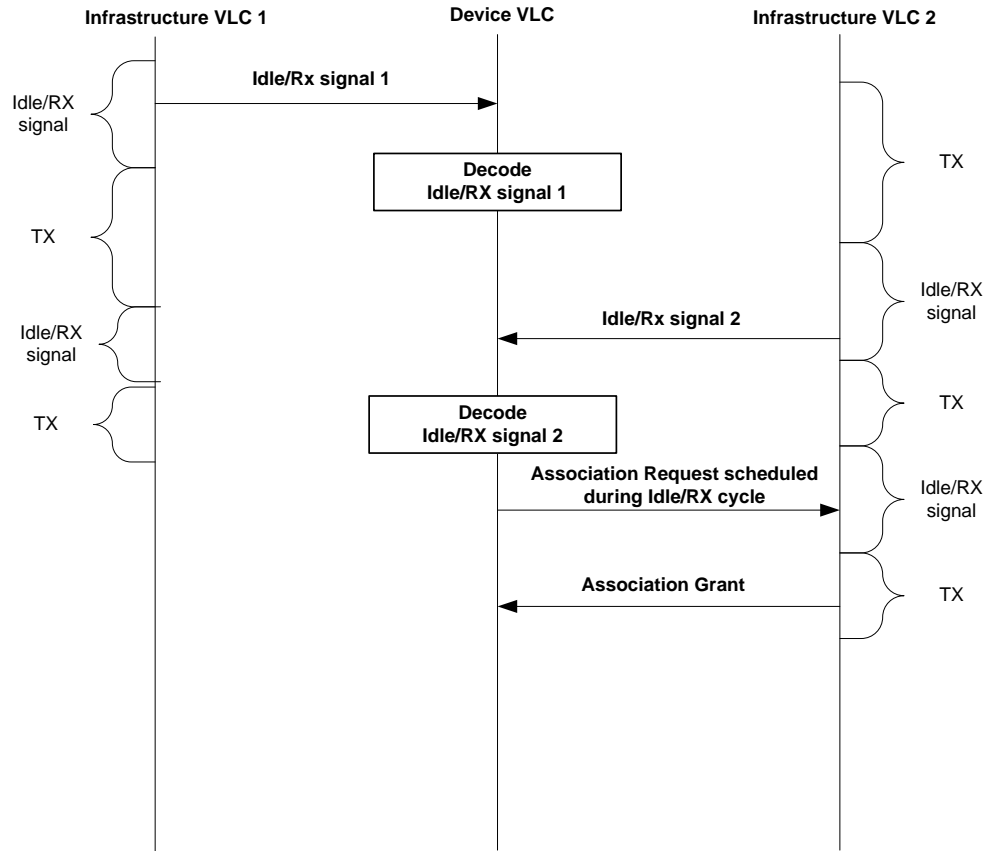 Infrastructure VLC 1
Device VLC
Infrastructure VLC 2
Idle/RX
signal
Idle/Rx signal 1
TX
Decode
Idle/RX signal 1
TX
Idle/RX
signal
Idle/Rx signal 2
Idle/RX
signal
TX
Decode
Idle/RX signal 2
TX
Association Request scheduled
during Idle/RX cycle
Idle/RX
signal
Association Grant
TX